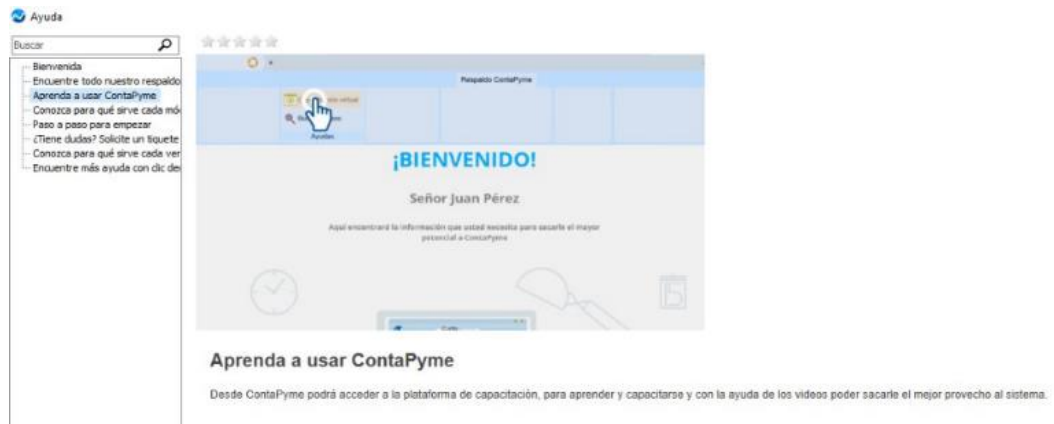 Ayuda
Buscar
Bienvenida
Encuentre todo nuestro respaldo
Aprenda a usar ContaPyme
Conozca para qué sirve cada mó
Paso a paso para empezar
¿Tiene dudas? Solicite un tiquete
Conozca para qué sirve cada ver
Encuentre más ayuda con clic de
Respaldo ContaPyme
virtual
Ayudas
¡BIENVENIDO!
Señor Juan Pérez
Aquí encontrará la información que usted necesita para sacarle el mayor
potencial a ContaPyme
Aprenda a usar ContaPyme
Desde ContaPyme podrá acceder a la plataforma de capacitación, para aprender y capacitarse y con la ayuda de los videos poder sacarle el mejor provecho al sistema.